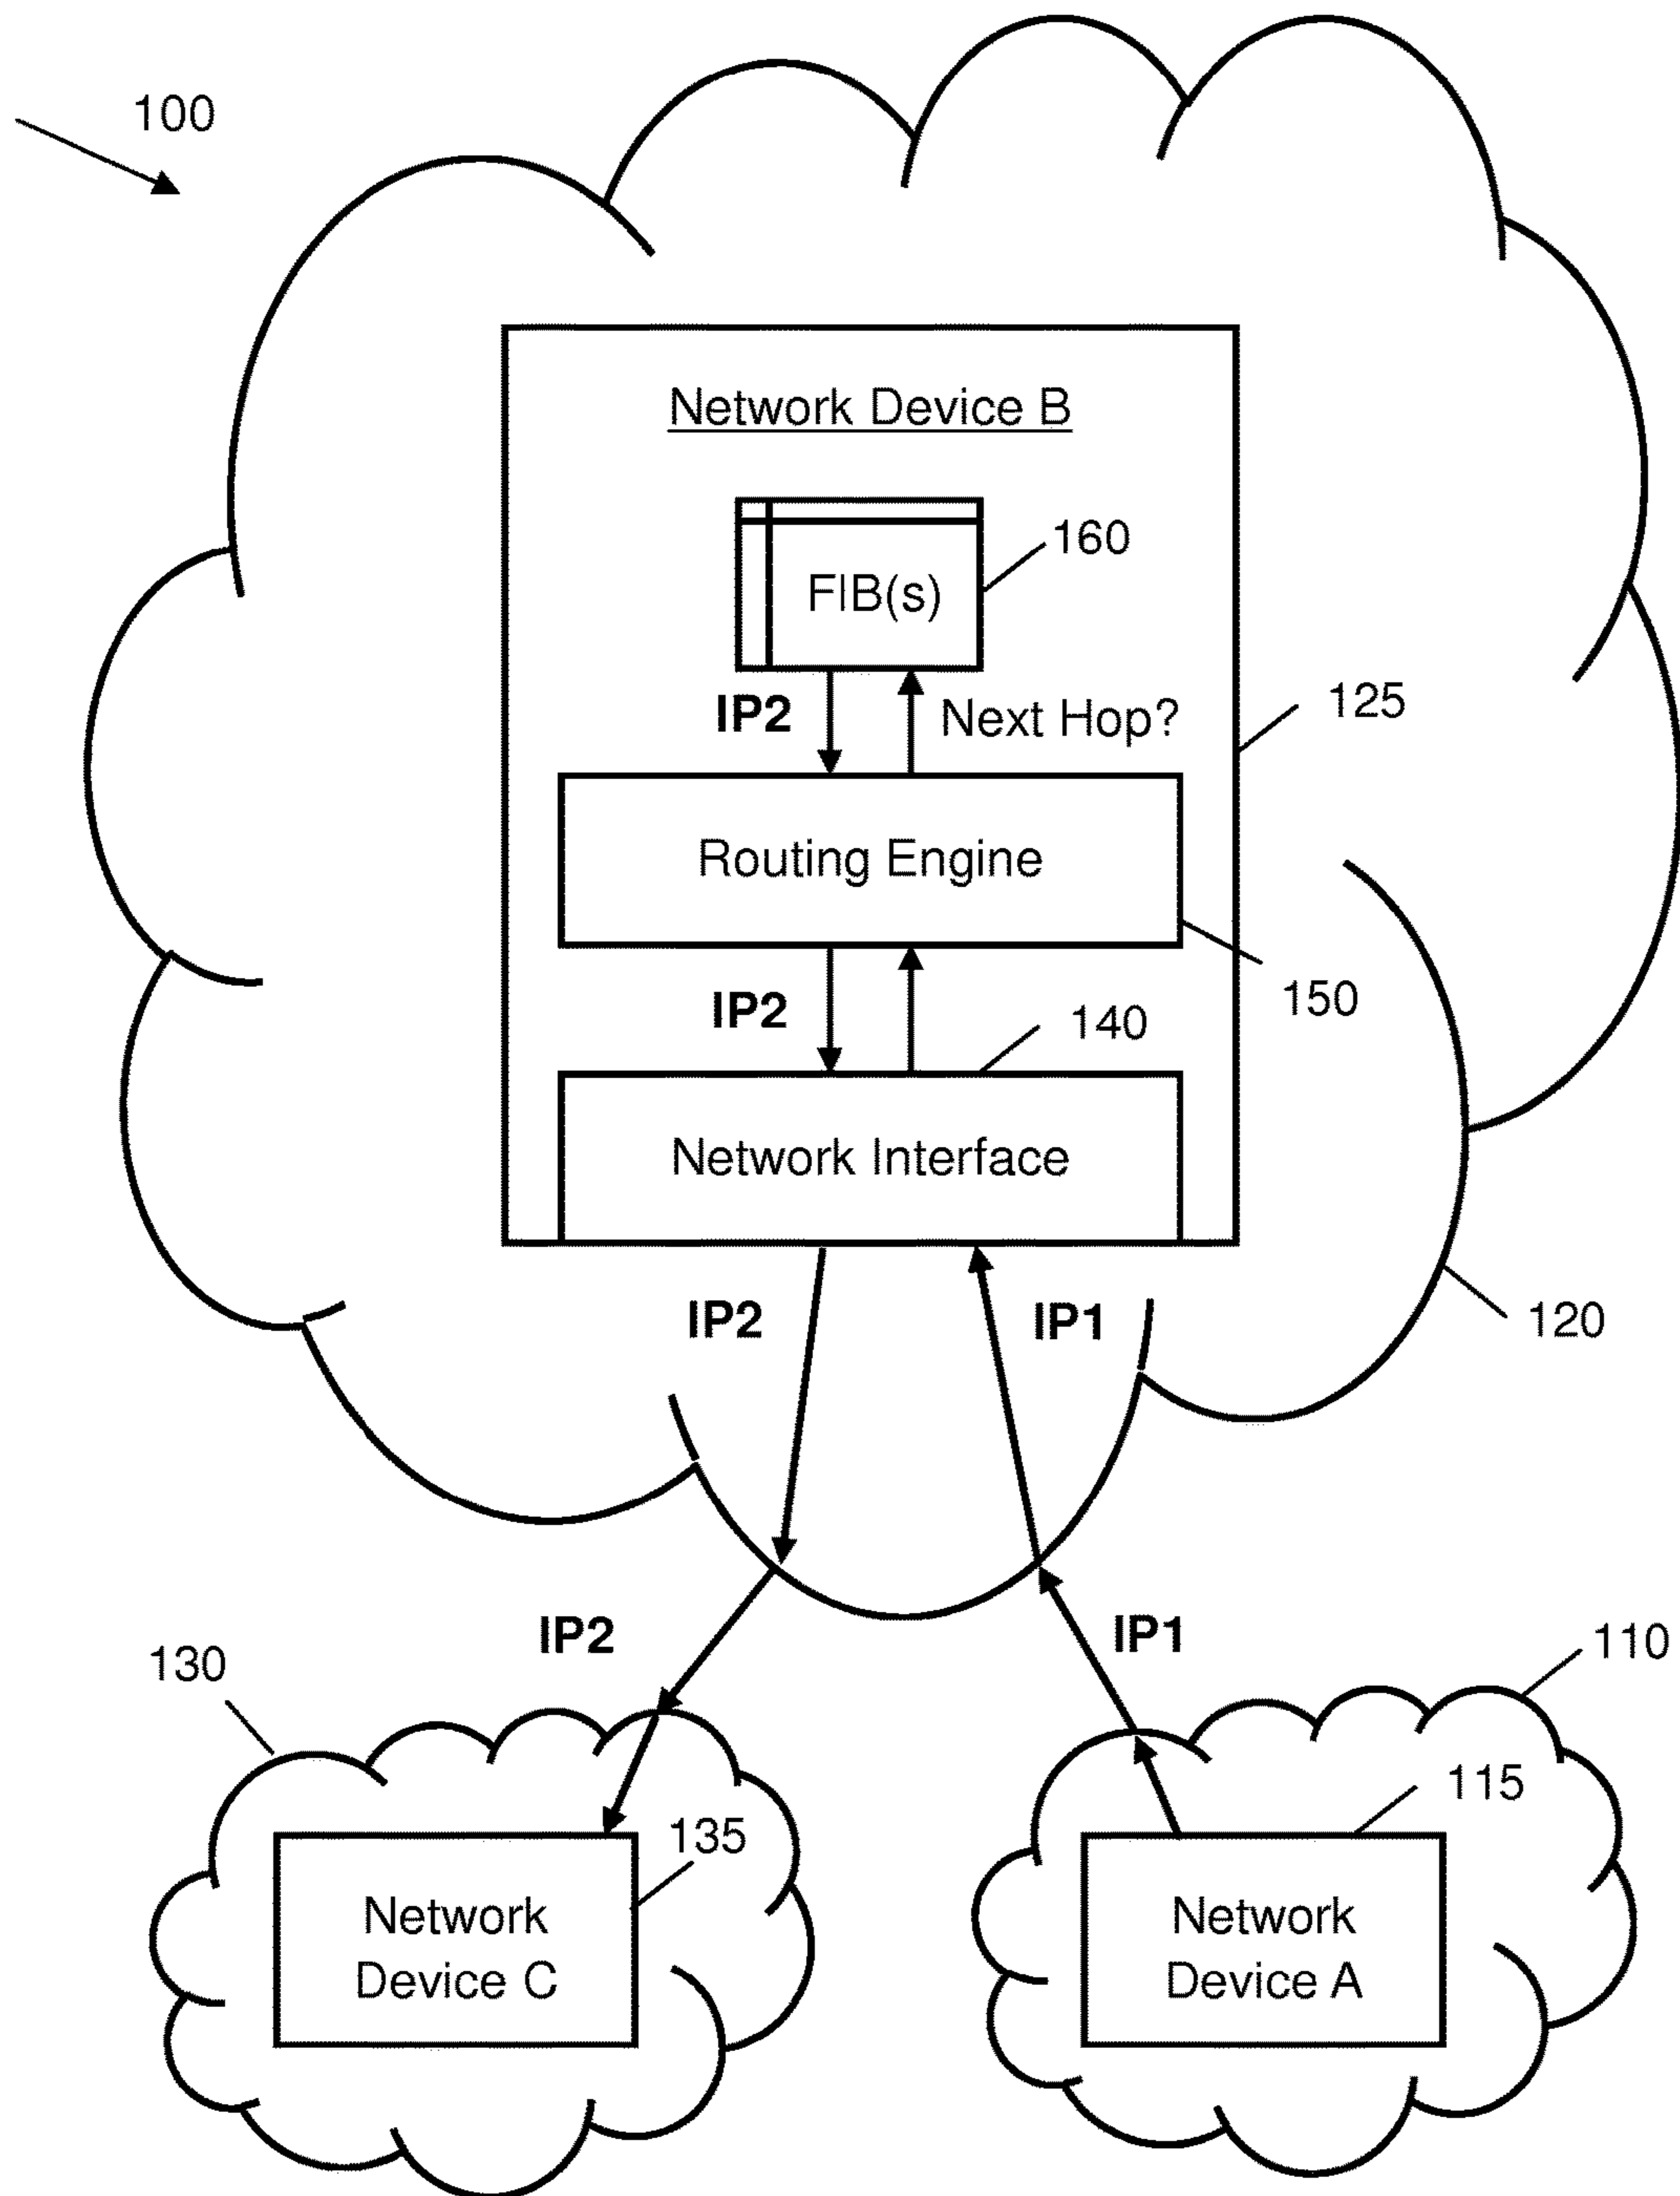 100
Network Device B
160
FIB(s)
IP2
Next Hop?
125
Routing Engine
150
IP2
140
Network Interface
IP2
IP1
120
IP2
IP1
130
110
115
135
Network
Device C
Network
Device A